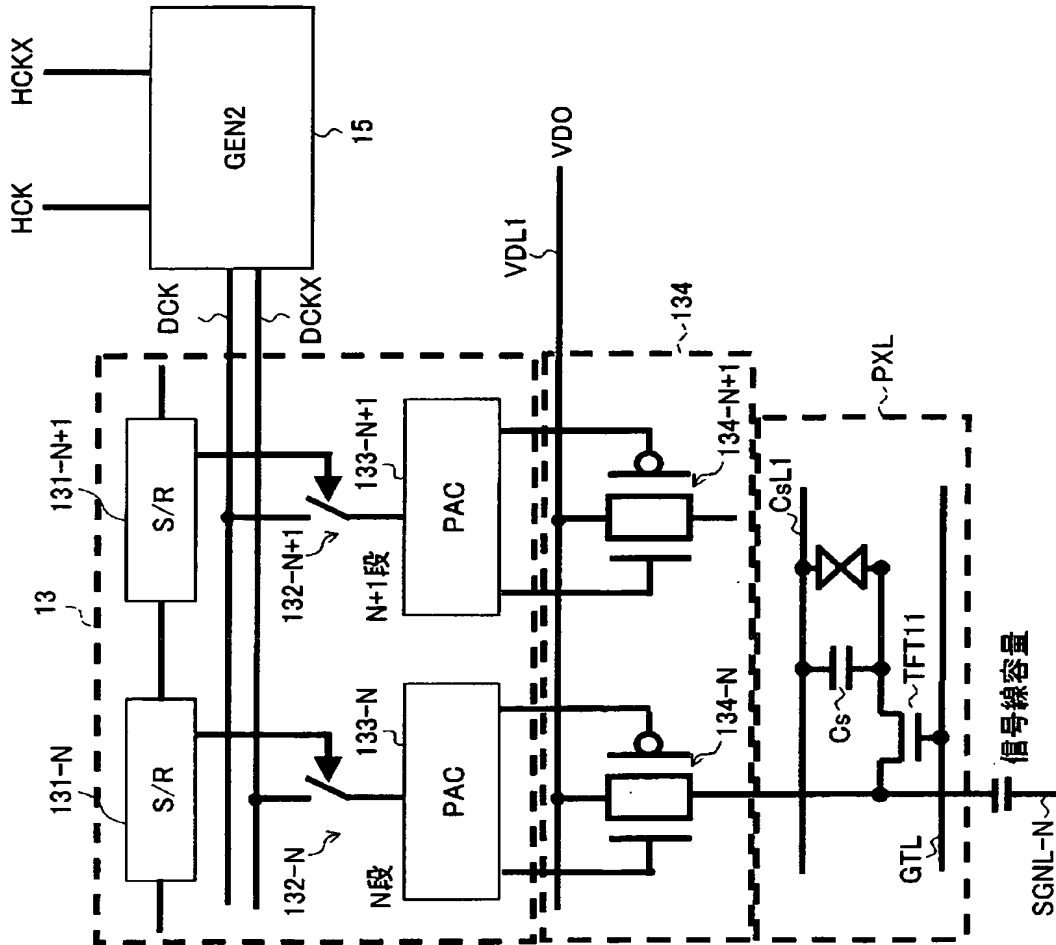 HCK
HCKX
GEN2
15
DCK
DCKX
13
131-N
S/R
131-N+1
S/R
132-N
132-N+1
N段
133-N
PAC
N+1段
133-N+1
PAC
VDL1
VDO
134
134-N
134-N+1
PXL
CsL1
Cs
TFT11
GTL
信号線容量
SGNL-N